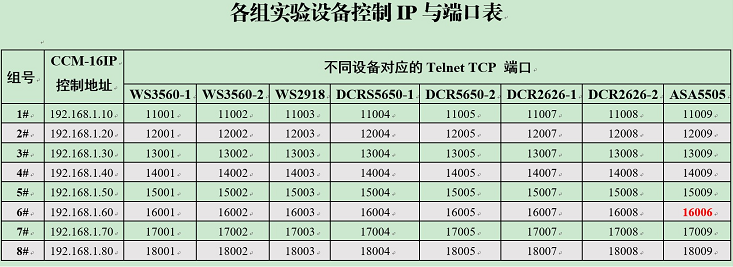 各组实验设备控制 IP 与端口表
组号 CCM-16IP 控制地址 不同设备对应的 Telnet TCP 端口
WS3560-1 WS3560-2 WS2918 DCRS5650-1 DCR5650-2 DCR2626-1 DCR2626-2 ASA5505
1# 192.168.1.10 11001 11002 11003 11004 11005 11007 11008 11009
2# 192.168.1.20 12001 12002 12003 12004 12005 12007 12008 12009
3# 192.168.1.30 13001 13002 13003 13004 13005 13007 13008 13009
4# 192.168.1.40 14001 14002 14003 14004 14005 14007 14008 14009
5# 192.168.1.50 15001 15002 15003 15004 15005 15007 15008 15009
6# 192.168.1.60 16001 16002 16003 16004 16005 16007 16008 16006
7# 192.168.1.70 17001 17002 17003 17004 17005 17007 17008 17009
8# 192.168.1.80 18001 18002 18003 18004 18005 18007 18008 18009